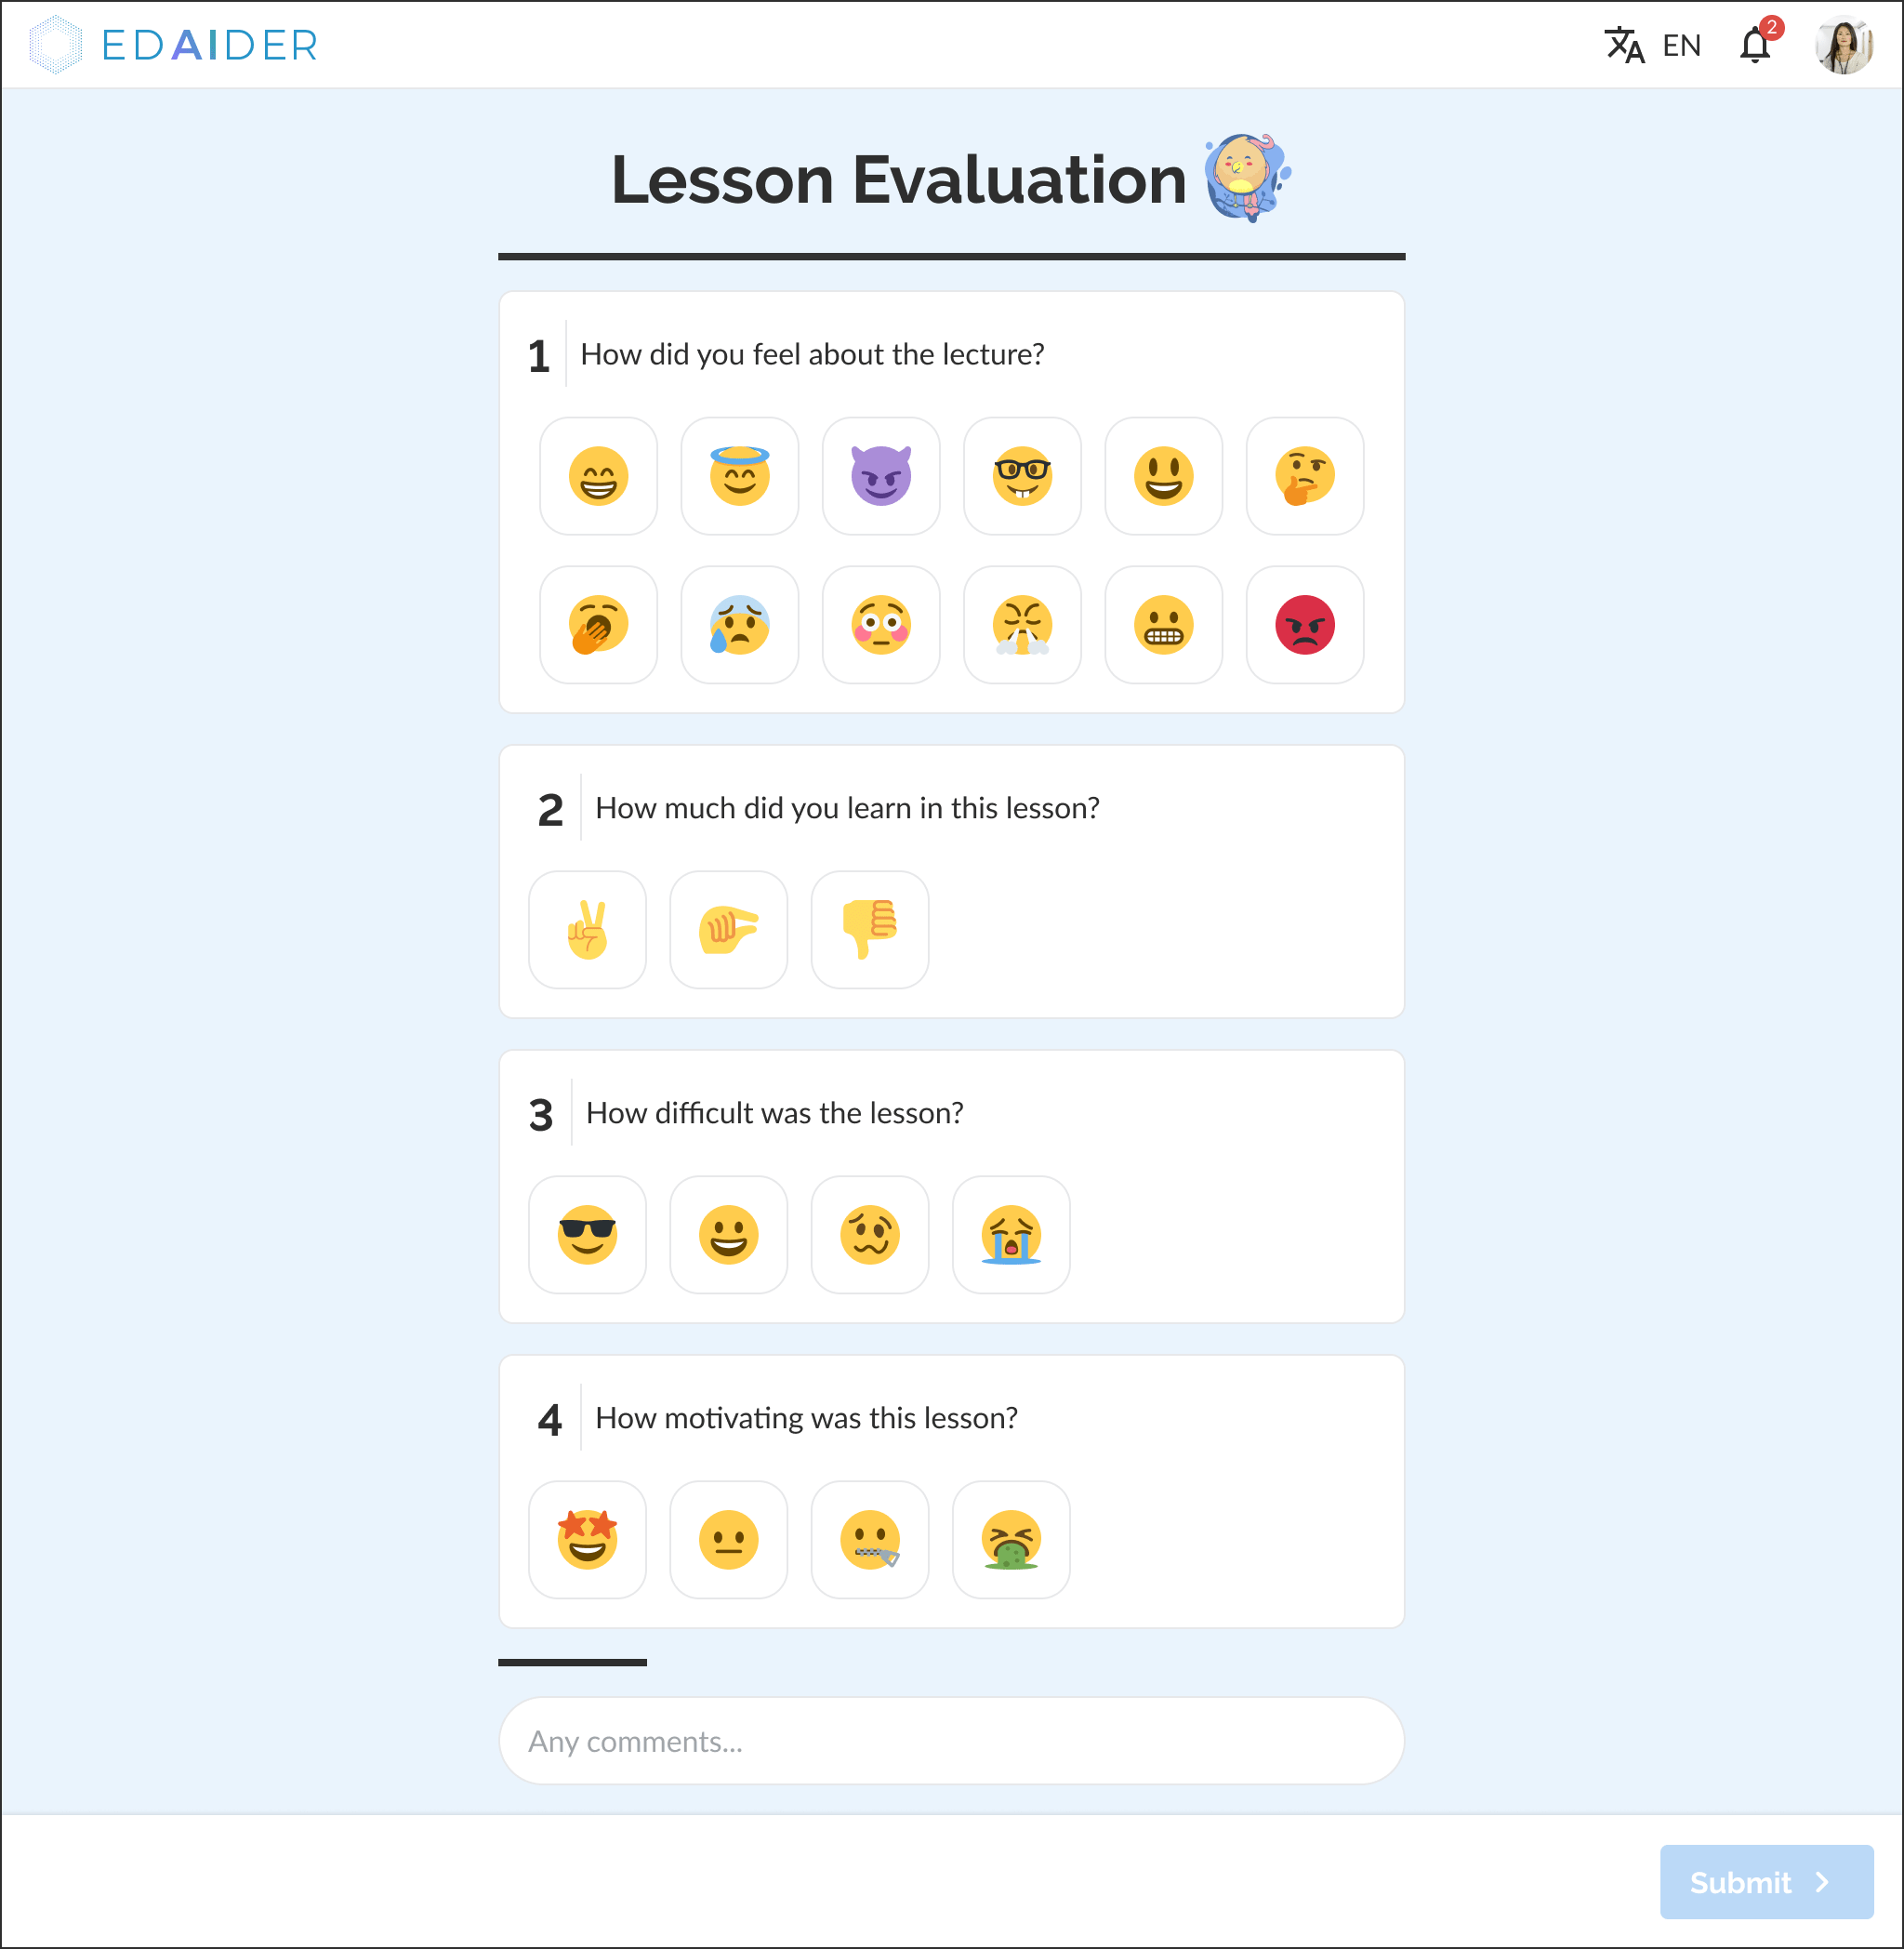 EDAIDER
EN
2
Lesson Evaluation
1
How did you feel about the lecture?
2
How much did you learn in this lesson?
3
How difficult was the lesson?
4
How motivating was this lesson?
Any comments...
Submit